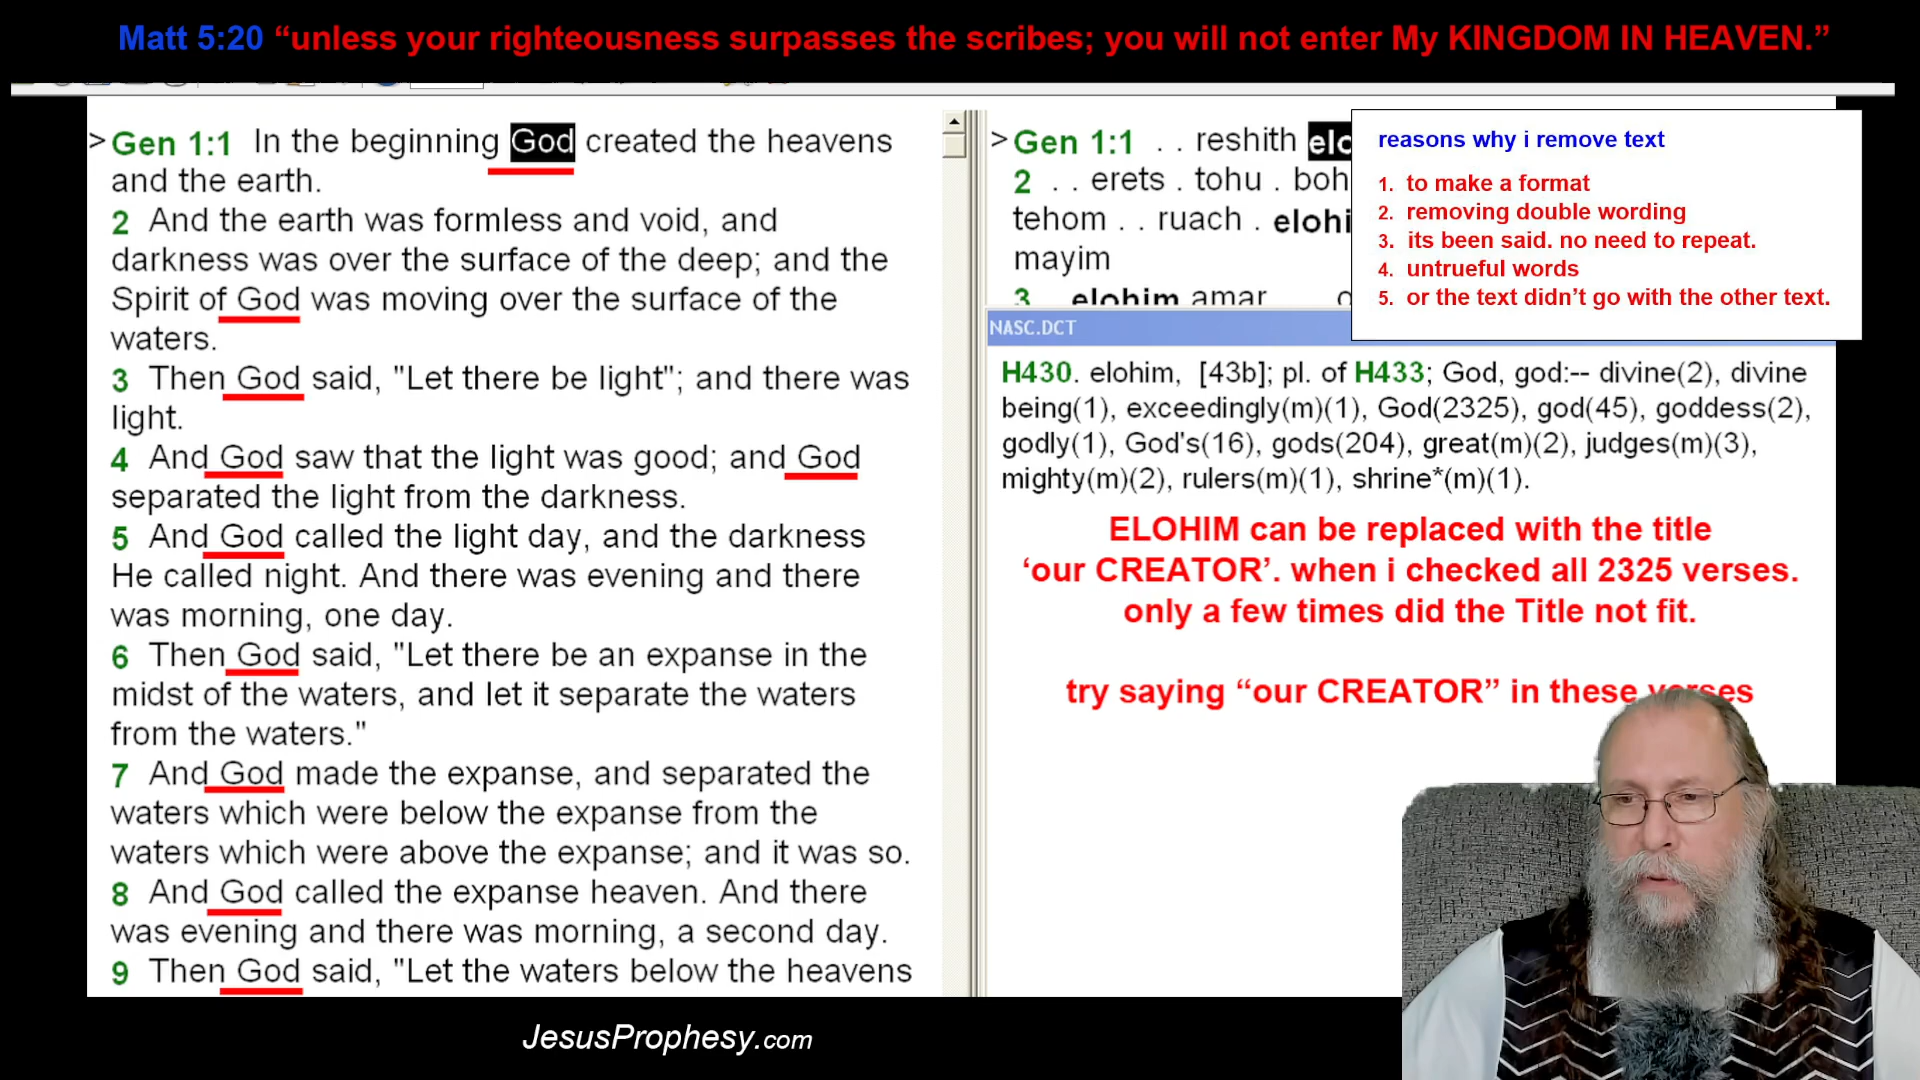 Matt 5:20 “unless your righteousness surpasses the scribes; you will not enter My KINGDOM IN HEAVEN.”
> Gen 1:1 In the beginning God created the heavens
and the earth.
2 And the earth was formless and void, and
darkness was over the surface of the deep; and the
Spirit of God was moving over the surface of the
waters.
3 Then God said, "Let there be light"; and there was
light.
4 And God saw that the light was good; and God
separated the light from the darkness.
5 And God called the light day, and the darkness
He called night. And there was evening and there
was morning, one day.
6 Then God said, "Let there be an expanse in the
midst of the waters, and let it separate the waters
from the waters."
7 And God made the expanse, and separated the
waters which were below the expanse from the
waters which were above the expanse; and it was so.
8 And God called the expanse heaven. And there
was evening and there was morning, a second day.
9 Then God said, "Let the waters below the heavens
> Gen 1:1 . . reshith
2 . . erets . tohu .
tehom . . ruach .
mayim
3 elohim amar
reasons why i remove text
1. to make a format
2. removing double wording
3. its been said. no need to repeat.
4. untrueful words
5. or the text didn’t go with the other text.
NASC.DCT
H430. elohim, [43b]; pl. of H433; God, god:-- divine(2), divine
being(1), exceedingly(m)(1), God(2325), god(45), goddess(2),
godly(1), God's(16), gods(204), great(m)(2), judges(m)(3),
mighty(m)(2), rulers(m)(1), shrine*(m)(1).
ELOHIM can be replaced with the title
‘our CREATOR’. when i checked all 2325 verses.
only a few times did the Title not fit.
try saying “our CREATOR” in these verses
JesusProphesy.com